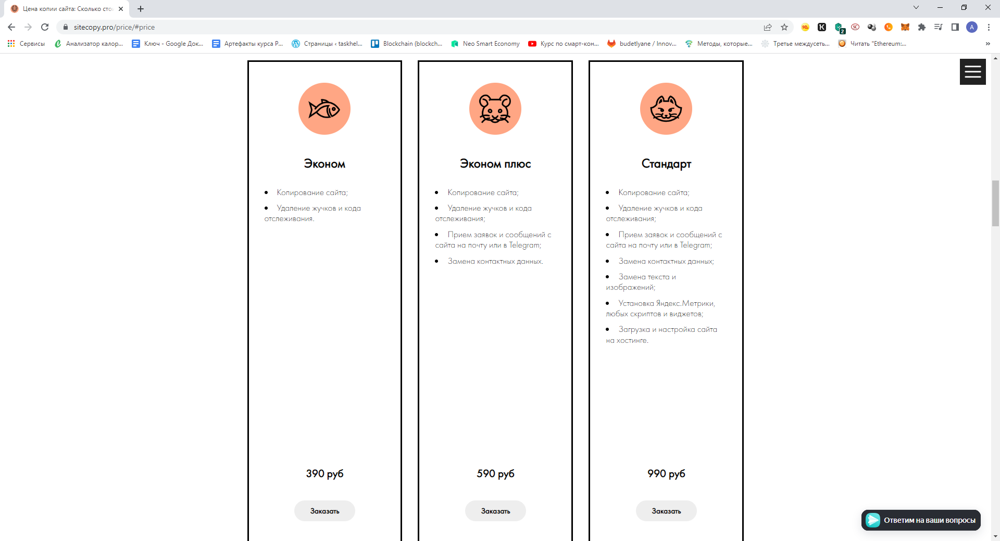 Цена копии сайта: Сколько сто
sitecopy.pro/price/#price
2
A
Сервисы
Анализатор калор...
Ключ - Google Док...
Артефакты курса Р...
Страницы ‹ taskhel...
Blockchain (blockch...
Neo Smart Economy
Курс по смарт-кон...
budetlyane / Innov...
Методы, которые...
Третье междусеть...
Читать "Ethereum:...
»
Эконом
• Копирование сайта;
• Удаление жучков и кода
отслеживания.
390 руб
Заказать
Эконом плюс
• Копирование сайта;
• Удаление жучков и кода
отслеживания;
• Прием заявок и сообщений с
сайта на почту или в Telegram;
• Замена контактных данных.
590 руб
Заказать
Стандарт
• Копирование сайта;
• Удаление жучков и кода
отслеживания;
• Прием заявок и сообщений с
сайта на почту или в Telegram;
• Замена контактных данных;
• Замена текста и
изображений;
• Установка Яндекс.Метрики,
любых скриптов и виджетов;
• Загрузка и настройка сайта
на хостинге.
990 руб
Заказать
Ответим на ваши вопросы